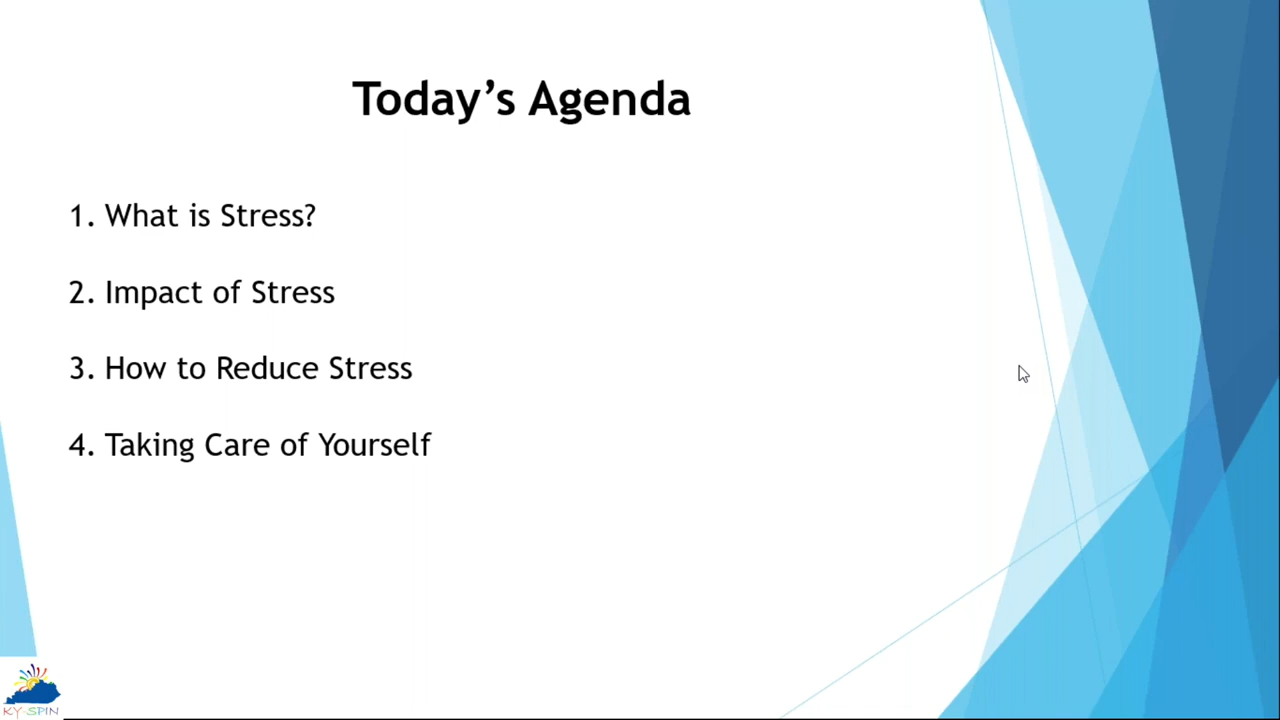 Today’s Agenda
1. What is Stress?
2. Impact of Stress
3. How to Reduce Stress
4. Taking Care of Yourself
KY-SPIN